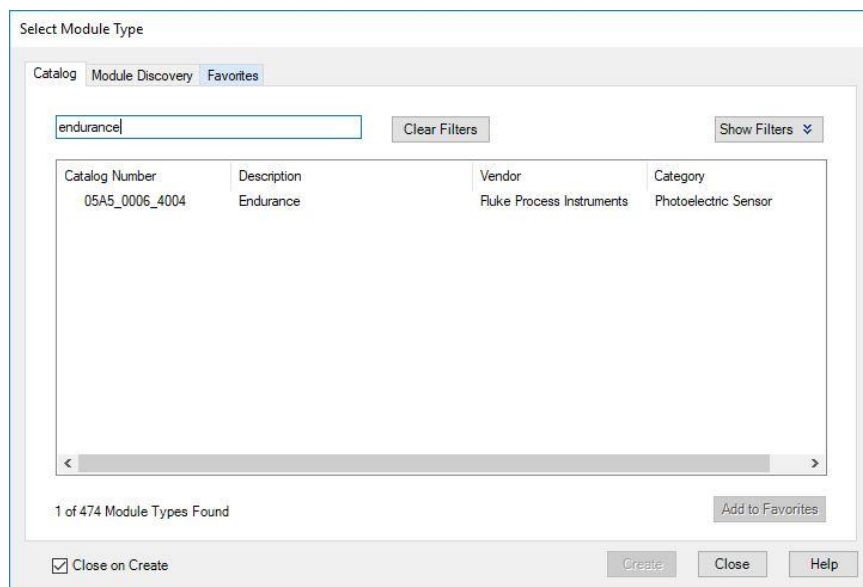 Select Module Type
Catalog Module Discovery Favorites
endurance Clear Filters Show Filters
Catalog Number Description Vendor Category
05A5_0006_4004 Endurance Fluke Process Instruments Photoelectric Sensor
1 of 474 Module Types Found Add to Favorites
Close on Create Create Close Help